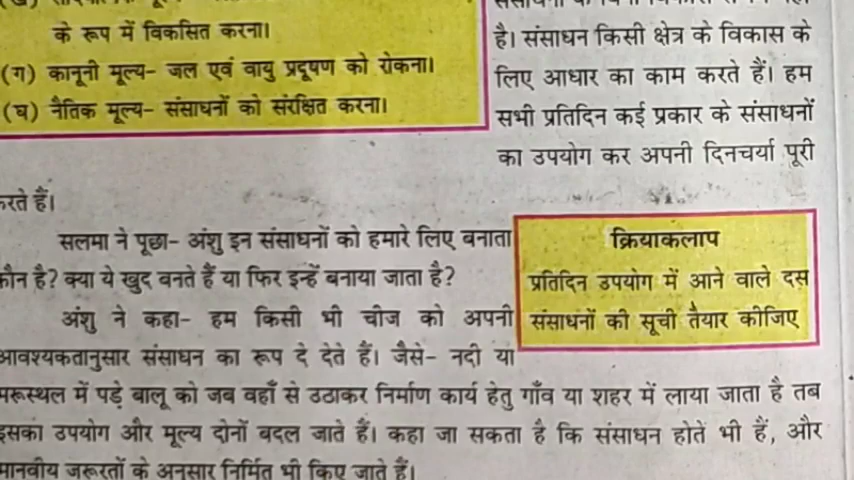 के रूप में विकसित करना।
(ग) कानूनी मूल्य- जल एवं वायु प्रदूषण को रोकना।
(घ) नैतिक मूल्य- संसाधनों को संरक्षित करना।
है। संसाधन किसी क्षेत्र के विकास के
लिए आधार का काम करते हैं। हम
सभी प्रतिदिन कई प्रकार के संसाधनों
का उपयोग कर अपनी दिनचर्या पूरी
करते हैं।
सलमा ने पूछा- अंशु इन संसाधनों को हमारे लिए बनाता
कौन है? क्या ये खुद बनते हैं या फिर इन्हें बनाया जाता है?
अंशु ने कहा- हम किसी भी चीज को अपनी
आवश्यकतानुसार संसाधन का रूप दे देते हैं। जैसे- नदी या
मरूस्थल में पड़े बालू को जब वहाँ से उठाकर निर्माण कार्य हेतु गाँव या शहर में लाया जाता है तब
इसका उपयोग और मूल्य दोनों बदल जाते हैं। कहा जा सकता है कि संसाधन होते भी हैं, और
मानवीय जरूरतों के अनुसार निर्मित भी किए जाते हैं।
क्रियाकलाप
प्रतिदिन उपयोग में आने वाले दस
संसाधनों की सूची तैयार कीजिए